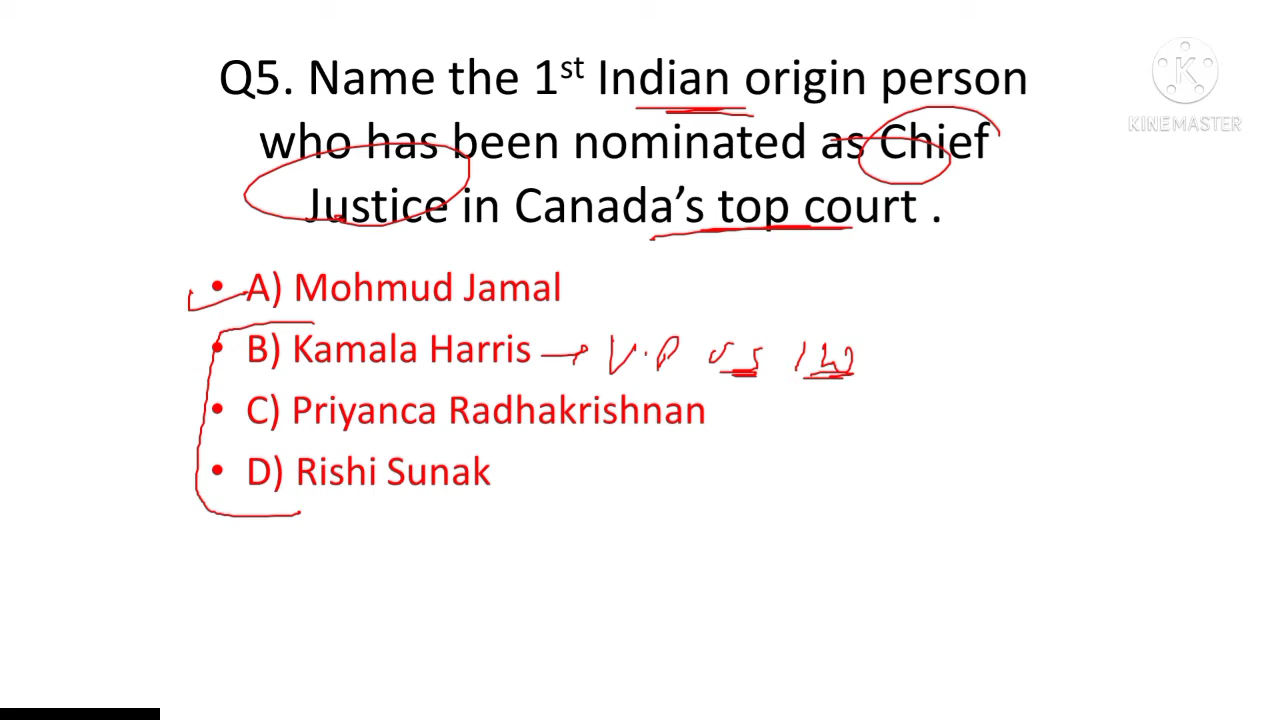 Q5. Name the 1st Indian origin person
who has been nominated as Chief
Justice in Canada’s top court .
KINEMASTER
• A) Mohmud Jamal
• B) Kamala Harris → V.P
• C) Priyanca Radhakrishnan
• D) Rishi Sunak